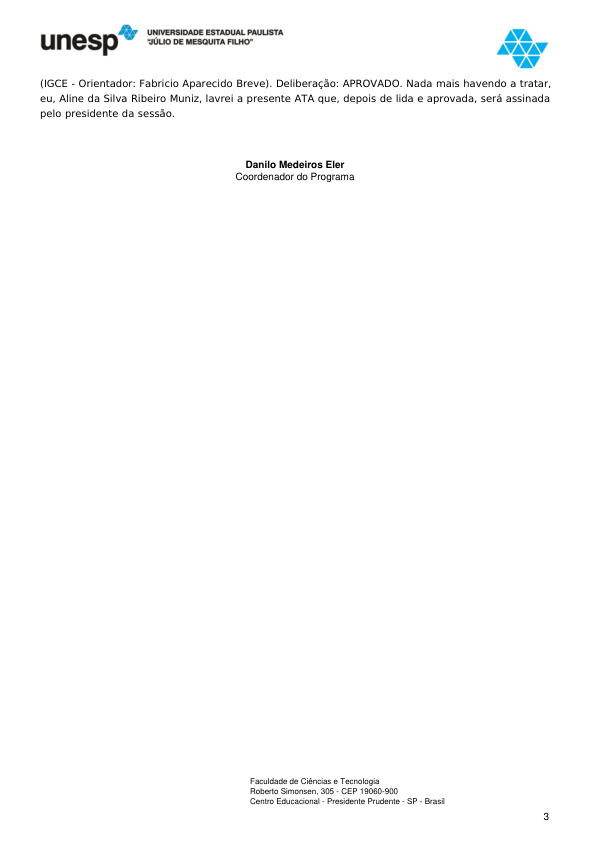 unesp
UNIVERSIDADE ESTADUAL PAULISTA
"JÚLIO DE MESQUITA FILHO"
(IGCE - Orientador: Fabricio Aparecido Breve). Deliberação: APROVADO. Nada mais havendo a tratar,
eu, Aline da Silva Ribeiro Muniz, lavrei a presente ATA que, depois de lida e aprovada, será assinada
pelo presidente da sessão.
Danilo Medeiros Eler
Coordenador do Programa
Faculdade de Ciências e Tecnologia
Roberto Simonsen, 305 - CEP 19060-900
Centro Educacional - Presidente Prudente - SP - Brasil
3